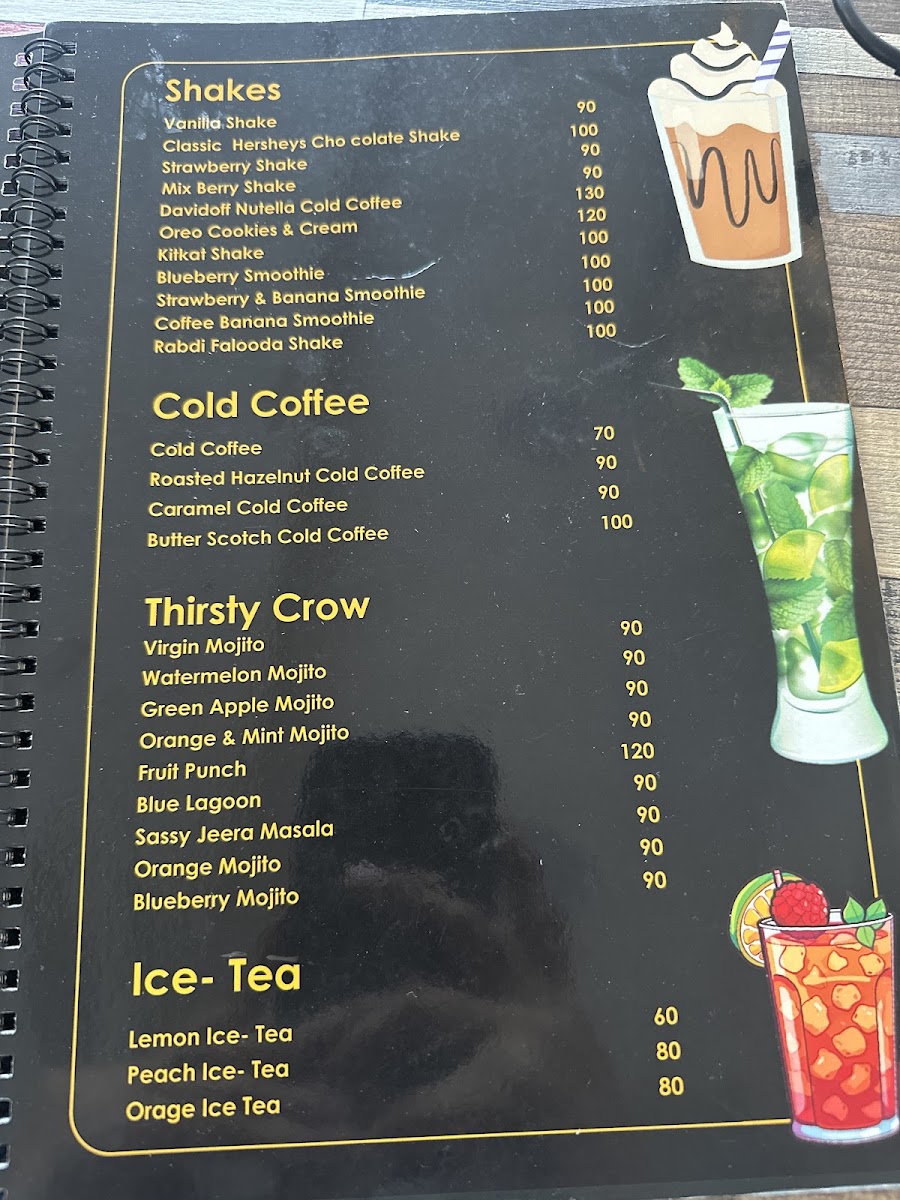 Shakes
Vanilla Shake 90
Classic Hersheys Cho colate Shake 100
Strawberry Shake 90
Mix Berry Shake 90
Davidoff Nutella Cold Coffee 130
Oreo Cookies & Cream 120
Kitkat Shake 100
Blueberry Smoothie 100
Strawberry & Banana Smoothie 100
Coffee Banana Smoothie 100
Rabdi Falooda Shake 100
Cold Coffee
Cold Coffee 70
Roasted Hazelnut Cold Coffee 90
Caramel Cold Coffee 90
Butter Scotch Cold Coffee 100
Thirsty Crow
Virgin Mojito 90
Watermelon Mojito 90
Green Apple Mojito 90
Orange & Mint Mojito 90
Fruit Punch 120
Blue Lagoon 90
Sassy Jeera Masala 90
Orange Mojito 90
Blueberry Mojito 90
Ice- Tea
Lemon Ice- Tea 60
Peach Ice- Tea 80
Orage Ice Tea 80